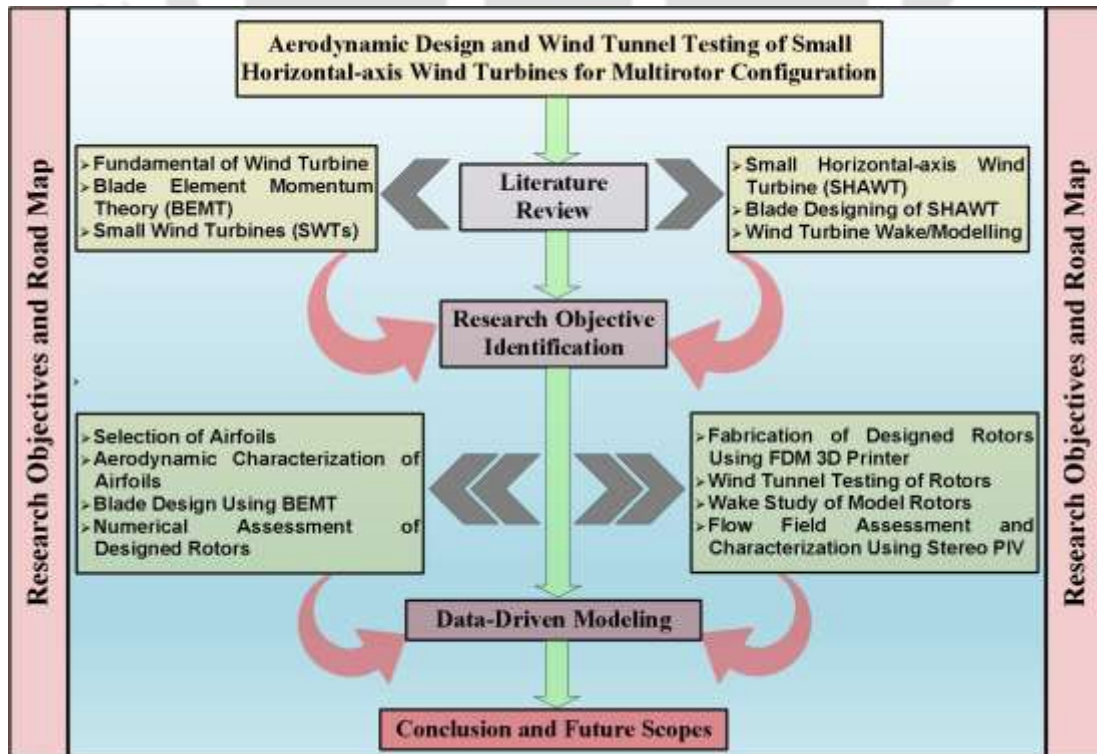 Research Objectives and Road Map
Aerodynamic Design and Wind Tunnel Testing of Small
Horizontal-axis Wind Turbines for Multirotor Configuration
Literature
Review
➢Fundamental of Wind Turbine
➢Blade Element Momentum
Theory (BEMT)
➢Small Wind Turbines (SWTs)
➢Small Horizontal-axis Wind
Turbine (SHAWT)
➢Blade Designing of SHAWT
➢Wind Turbine Wake/Modelling
Research Objective
Identification
➢Selection of Airfoils
➢Aerodynamic Characterization of
Airfoils
➢Blade Design Using BEMT
➢Numerical Assessment of
Designed Rotors
➢Fabrication of Designed Rotors
Using FDM 3D Printer
➢Wind Tunnel Testing of Rotors
➢Wake Study of Model Rotors
➢Flow Field Assessment and
Characterization Using Stereo PIV
Data-Driven Modeling
Conclusion and Future Scopes
Research Objectives and Road Map